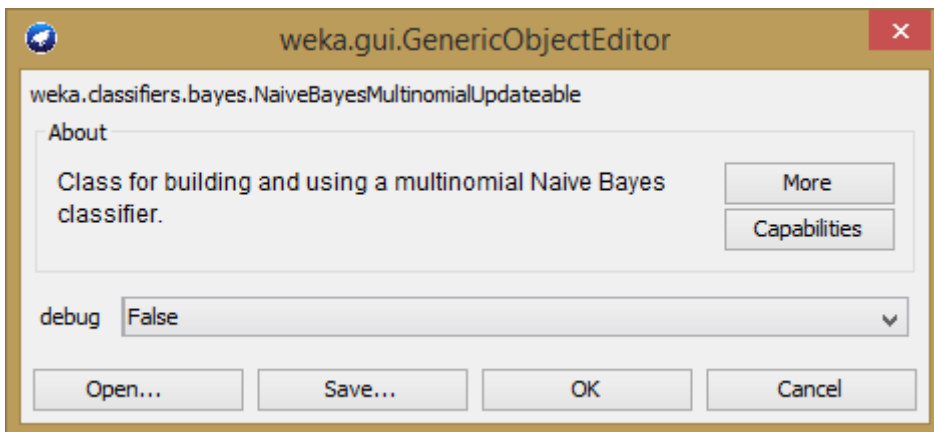 weka.gui.GenericObjectEditor
weka.classifiers.bayes.NaiveBayesMultinomialUpdateable
About
Class for building and using a multinomial Naive Bayes
classifier.
More
Capabilities
debug False
Open... Save... OK Cancel